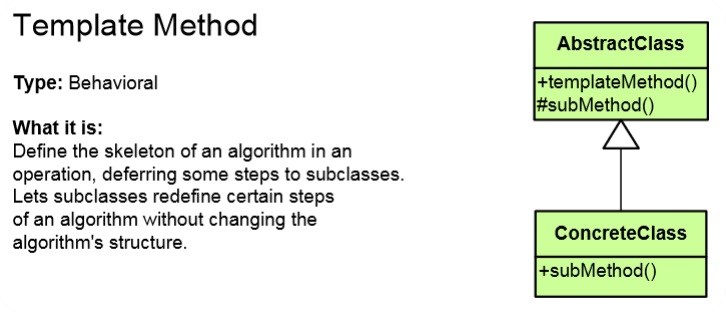 Template Method
Type: Behavioral
What it is:
Define the skeleton of an algorithm in an
operation, deferring some steps to subclasses.
Lets subclasses redefine certain steps
of an algorithm without changing the
algorithm's structure.
AbstractClass
+templateMethod()
#subMethod()
ConcreteClass
+subMethod()